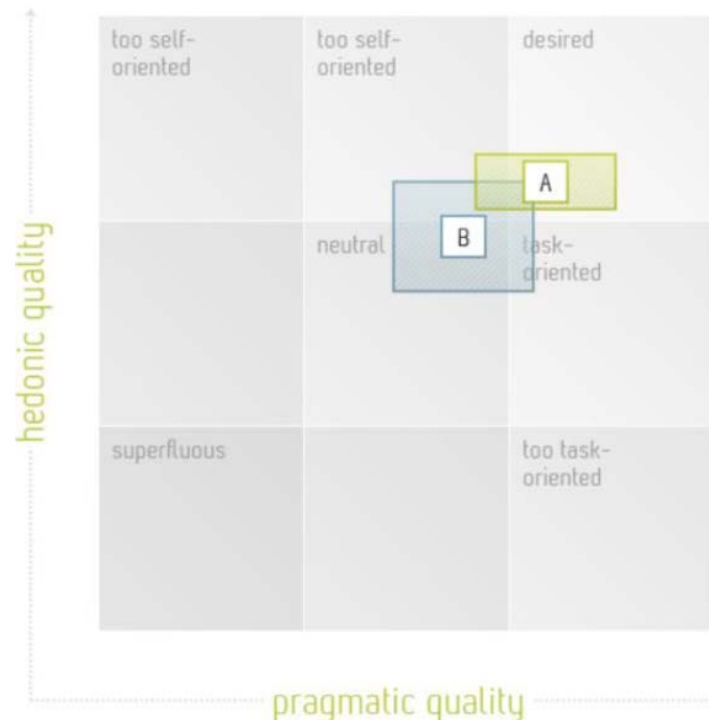 too self-
oriented
too self-
oriented
desired
A
B
neutral
task-
oriented
superfluous
too task-
oriented
hedonic quality
pragmatic quality